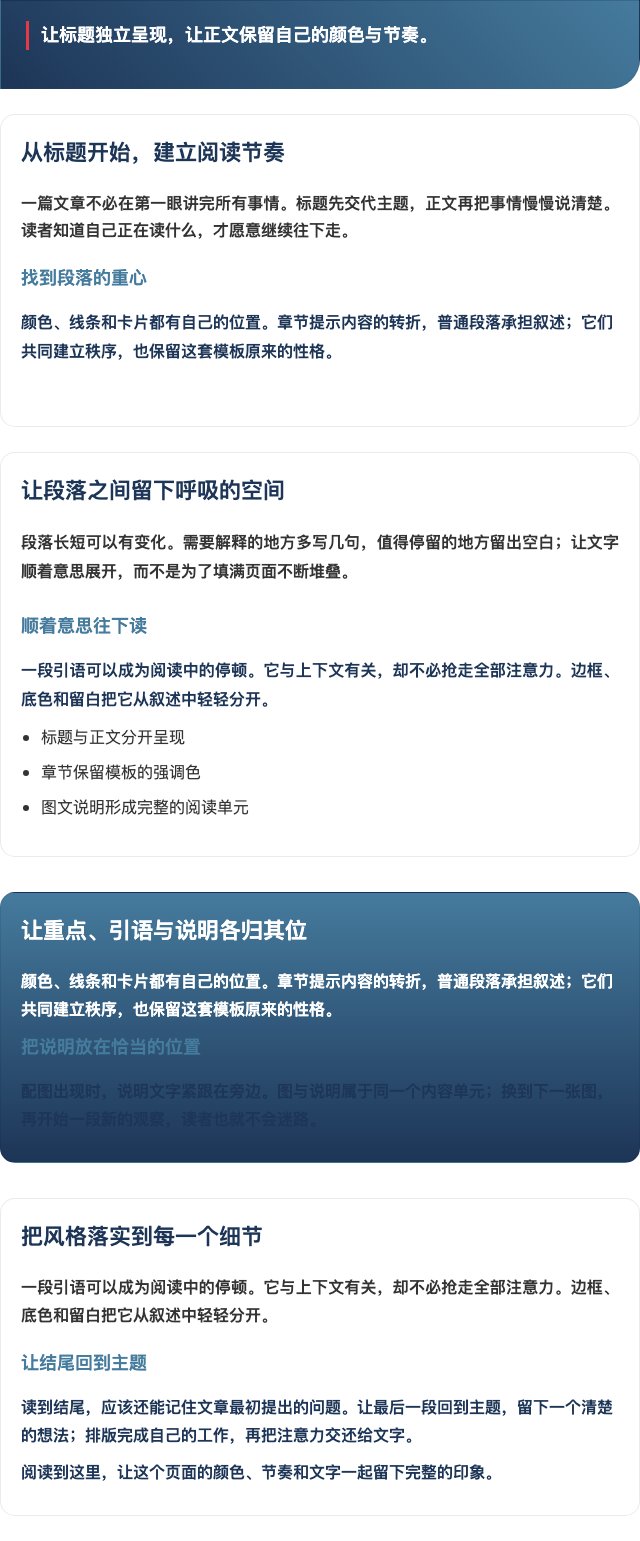 让标题独立呈现，让正文保留自己的颜色与节奏。
从标题开始，建立阅读节奏
一篇文章不必在第一眼讲完所有事情。标题先交代主题，正文再把事情慢慢说清楚。
读者知道自己正在读什么，才愿意继续往下走。
找到段落的重心
颜色、线条和卡片都有自己的位置。章节提示内容的转折，普通段落承担叙述；它们
共同建立秩序，也保留这套模板原来的性格。
让段落之间留下呼吸的空间
段落长短可以有变化。需要解释的地方多写几句，值得停留的地方留出空白；让文字
顺着意思展开，而不是为了填满页面不断堆叠。
顺着意思往下读
一段引语可以成为阅读中的停顿。它与上下文有关，却不必抢走全部注意力。边框、
底色和留白把它从叙述中轻轻分开。
• 标题与正文分开呈现
• 章节保留模板的强调色
• 图文说明形成完整的阅读单元
让重点、引语与说明各归其位
颜色、线条和卡片都有自己的位置。章节提示内容的转折，普通段落承担叙述；它们
共同建立秩序，也保留这套模板原来的性格。
把说明放在恰当的位置
配图出现时，说明文字紧跟在旁边。图与说明属于同一个内容单元；换到下一张图，
再开始一段新的观察，读者也就不会迷路。
把风格落实到每一个细节
一段引语可以成为阅读中的停顿。它与上下文有关，却不必抢走全部注意力。边框、
底色和留白把它从叙述中轻轻分开。
让结尾回到主题
读到结尾，应该还能记住文章最初提出的问题。让最后一段回到主题，留下一个清楚
的想法；排版完成自己的工作，再把注意力交还给文字。
阅读到这里，让这个页面的颜色、节奏和文字一起留下完整的印象。